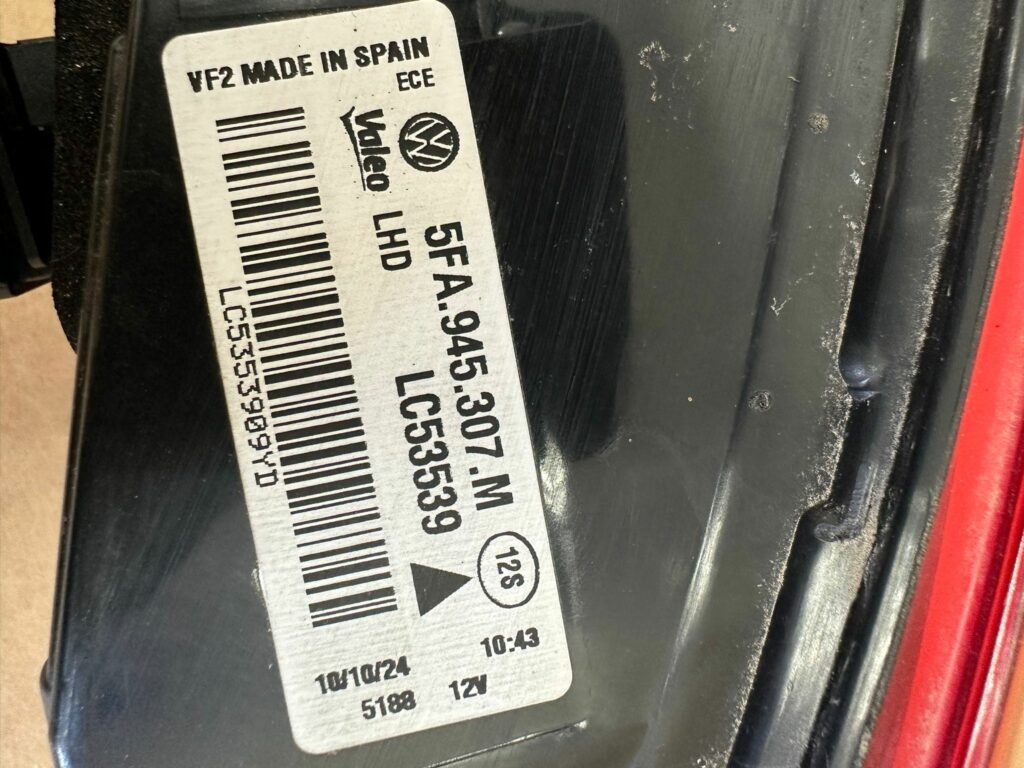 VF2 MADE IN SPAIN
ECE
Valeo
LHD
5FA.945.307.M
LC53539
LC5353909YD
12S
10:43
10/10/24
5188
12V